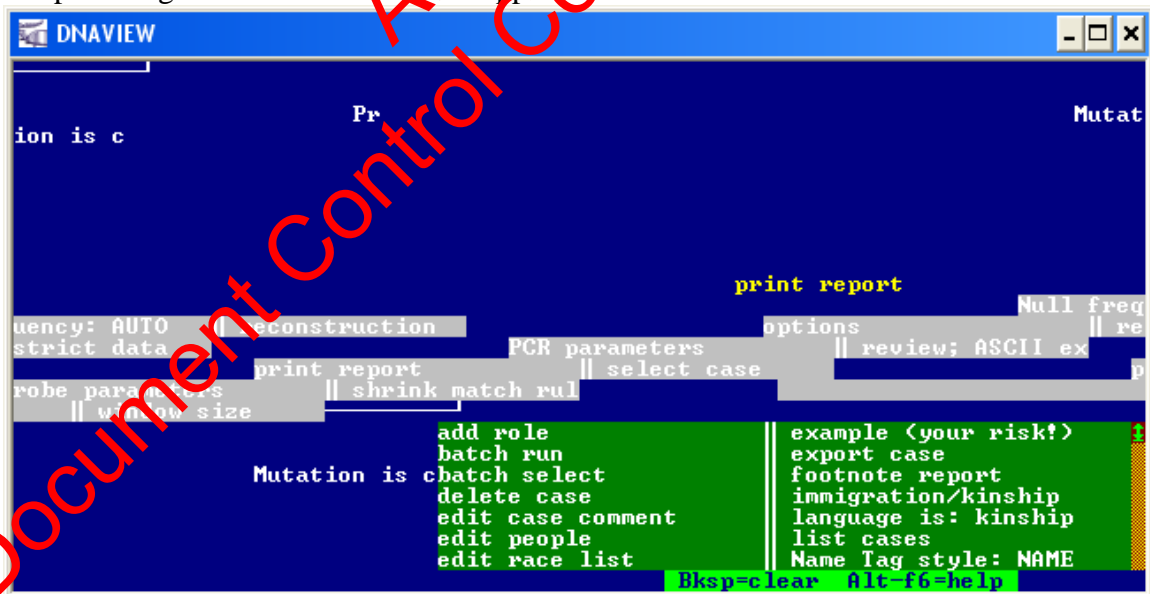 DNAVIEW
Pr Mutat
ion is c
print report
Null freq
uency: AUTO || reconstruction options || re
strict data PCR parameters || review; ASCII ex
print report || select case p
robe parameters || shrink match rul
|| window size
add role || example (your risk!)
batch run || export case
Mutation is c batch select || footnote report
delete case || immigration/kinship
edit case comment || language is: kinship
edit people || list cases
edit race list || Name Tag style: NAME
Bksp=clear Alt-f6=help
Document Control Co